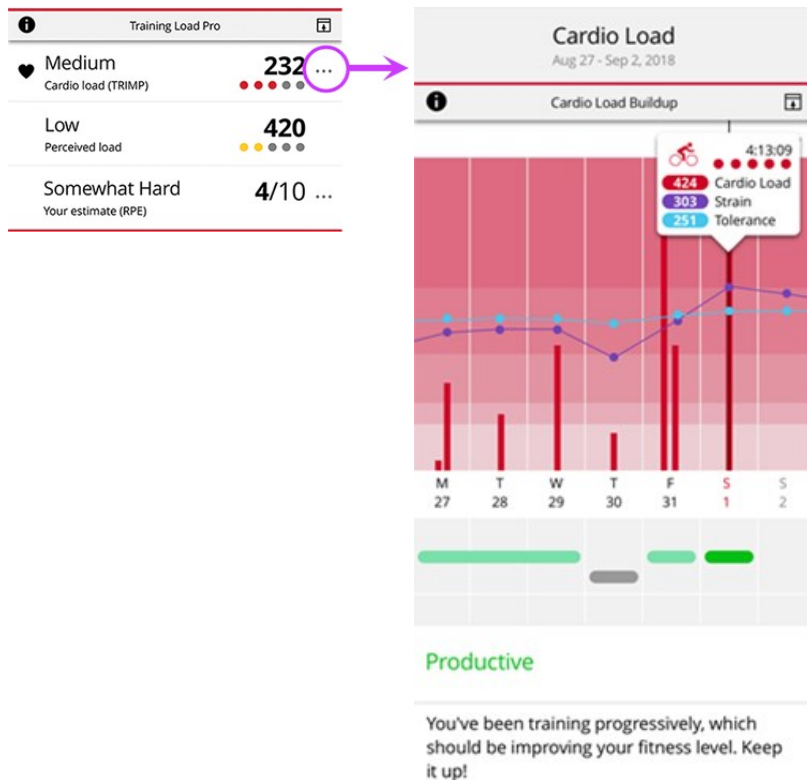 Training Load Pro
Medium
232 ...
Cardio load (TRIMP)
Low
420
Perceived load
Somewhat Hard
4/10 ...
Your estimate (RPE)
Cardio Load
Aug 27 - Sep 2, 2018
Cardio Load Buildup
4:13:09
424 Cardio Load
303 Strain
251 Tolerance
M T W T F S S
27 28 29 30 31 1 2
Productive
You've been training progressively, which
should be improving your fitness level. Keep
it up!